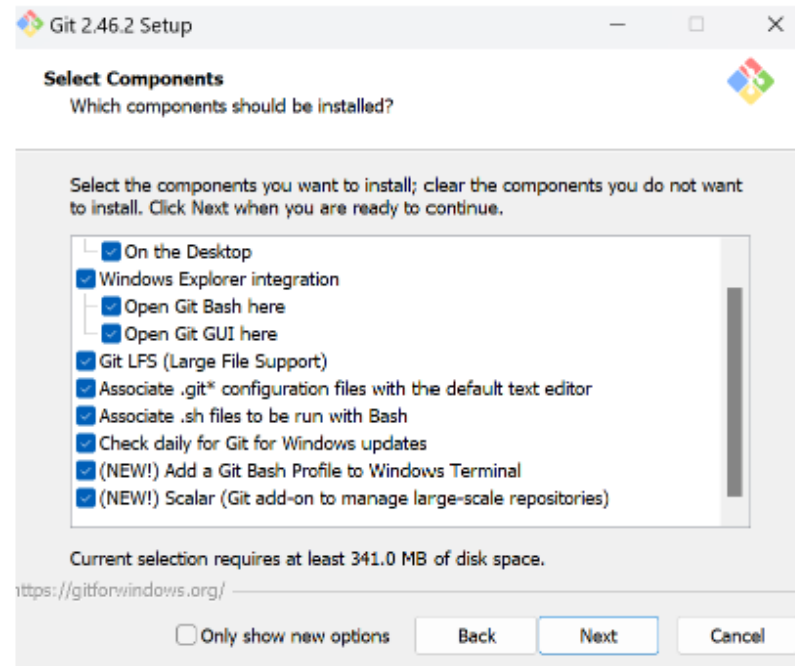 Git 2.46.2 Setup
Select Components
Which components should be installed?
Select the components you want to install; clear the components you do not want
to install. Click Next when you are ready to continue.
On the Desktop
Windows Explorer integration
Open Git Bash here
Open Git GUI here
Git LFS (Large File Support)
Associate .git* configuration files with the default text editor
Associate .sh files to be run with Bash
Check daily for Git for Windows updates
(NEW!) Add a Git Bash Profile to Windows Terminal
(NEW!) Scalar (Git add-on to manage large-scale repositories)
Current selection requires at least 341.0 MB of disk space.
https://gitforwindows.org/
Only show new options Back Next Cancel